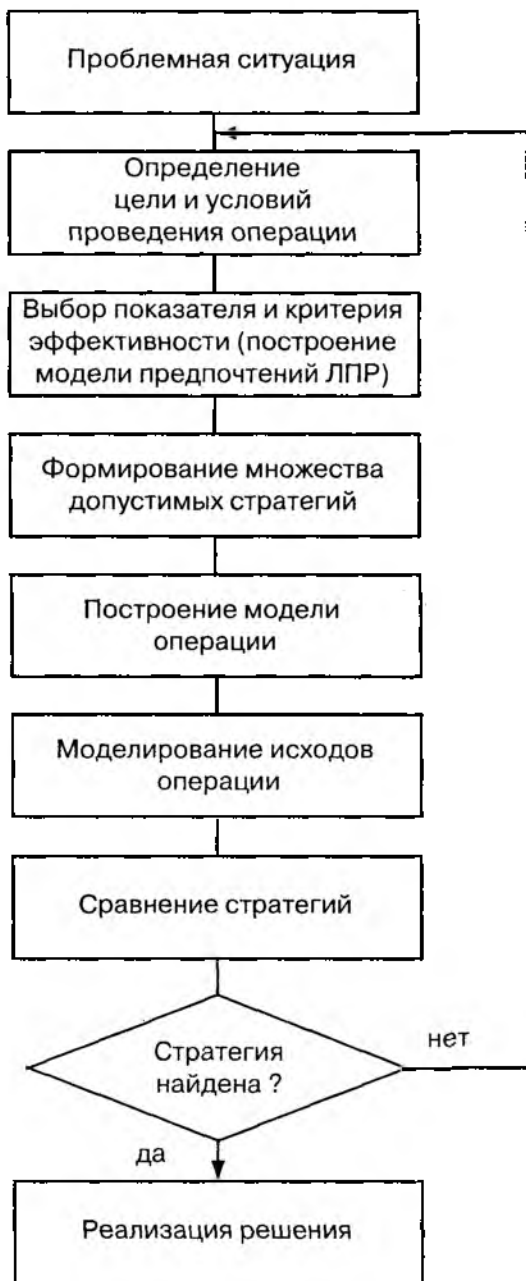 Проблемная ситуация
Определение
цели и условий
проведения операции
Выбор показателя и критерия
эффективности (построение
модели предпочтений ЛПР)
Формирование множества
допустимых стратегий
Построение модели
операции
Моделирование исходов
операции
Сравнение стратегий
Стратегия
найдена ?
нет
да
Реализация решения